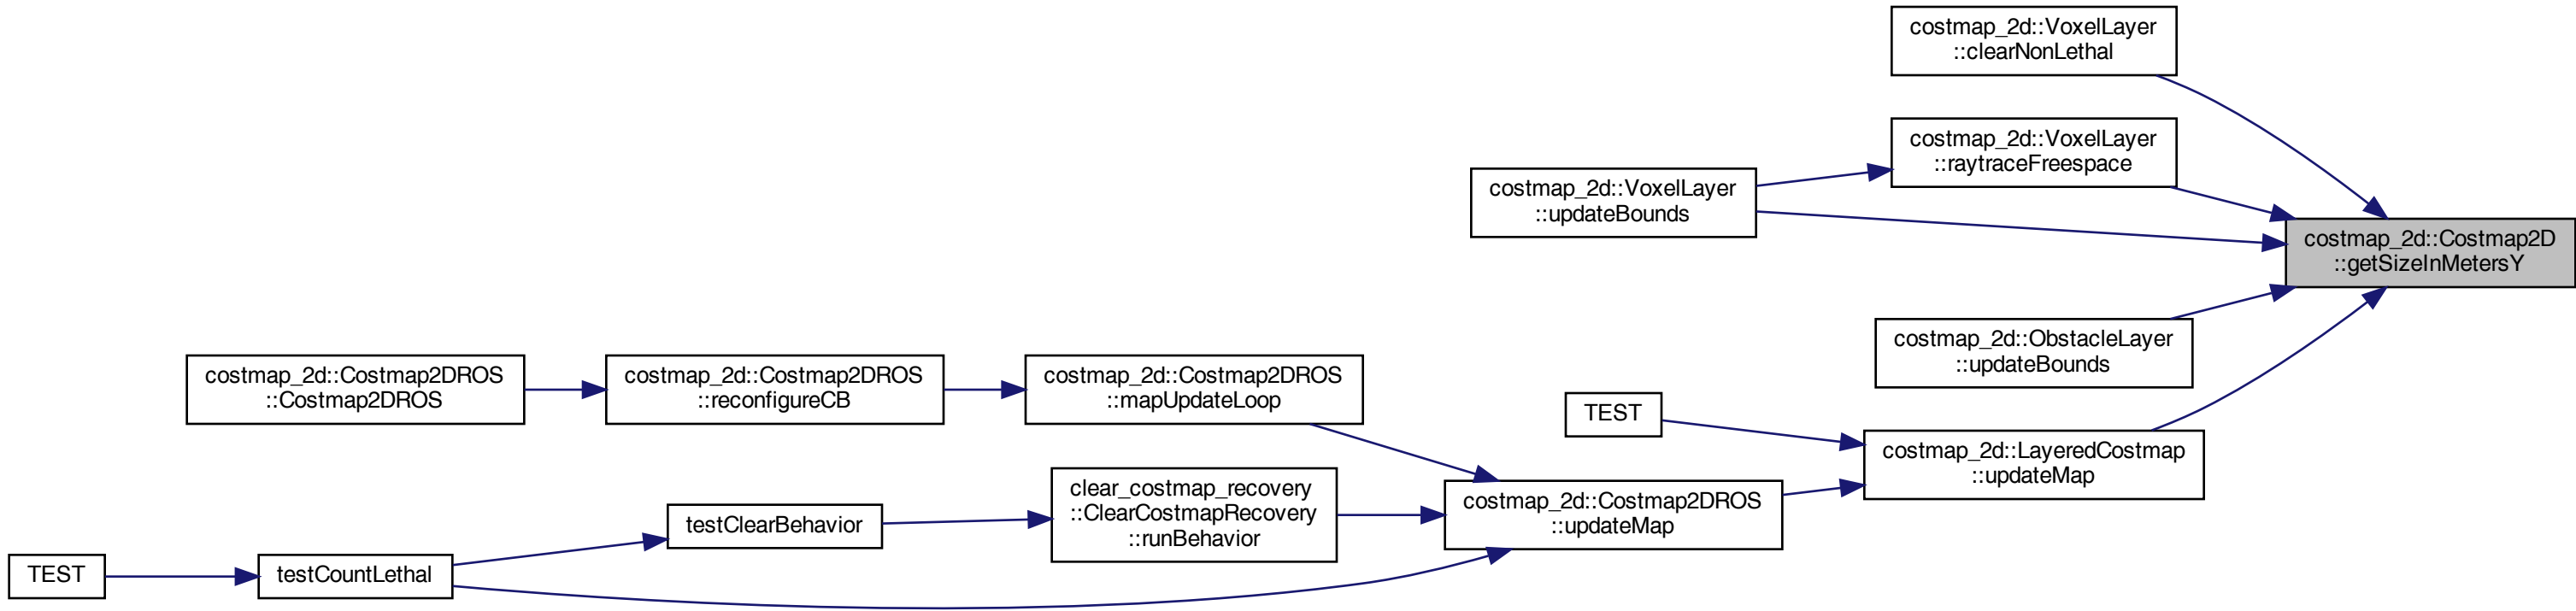 costmap_2d::VoxelLayer
::clearNonLethal
costmap_2d::VoxelLayer
::raytraceFreespace
costmap_2d::VoxelLayer
::updateBounds
costmap_2d::Costmap2D
::getSizeInMetersY
costmap_2d::ObstacleLayer
::updateBounds
costmap_2d::Costmap2DROS
::Costmap2DROS
costmap_2d::Costmap2DROS
::reconfigureCB
costmap_2d::Costmap2DROS
::mapUpdateLoop
TEST
costmap_2d::LayeredCostmap
::updateMap
clear_costmap_recovery
::ClearCostmapRecovery
::runBehavior
costmap_2d::Costmap2DROS
::updateMap
testClearBehavior
TEST
testCountLethal